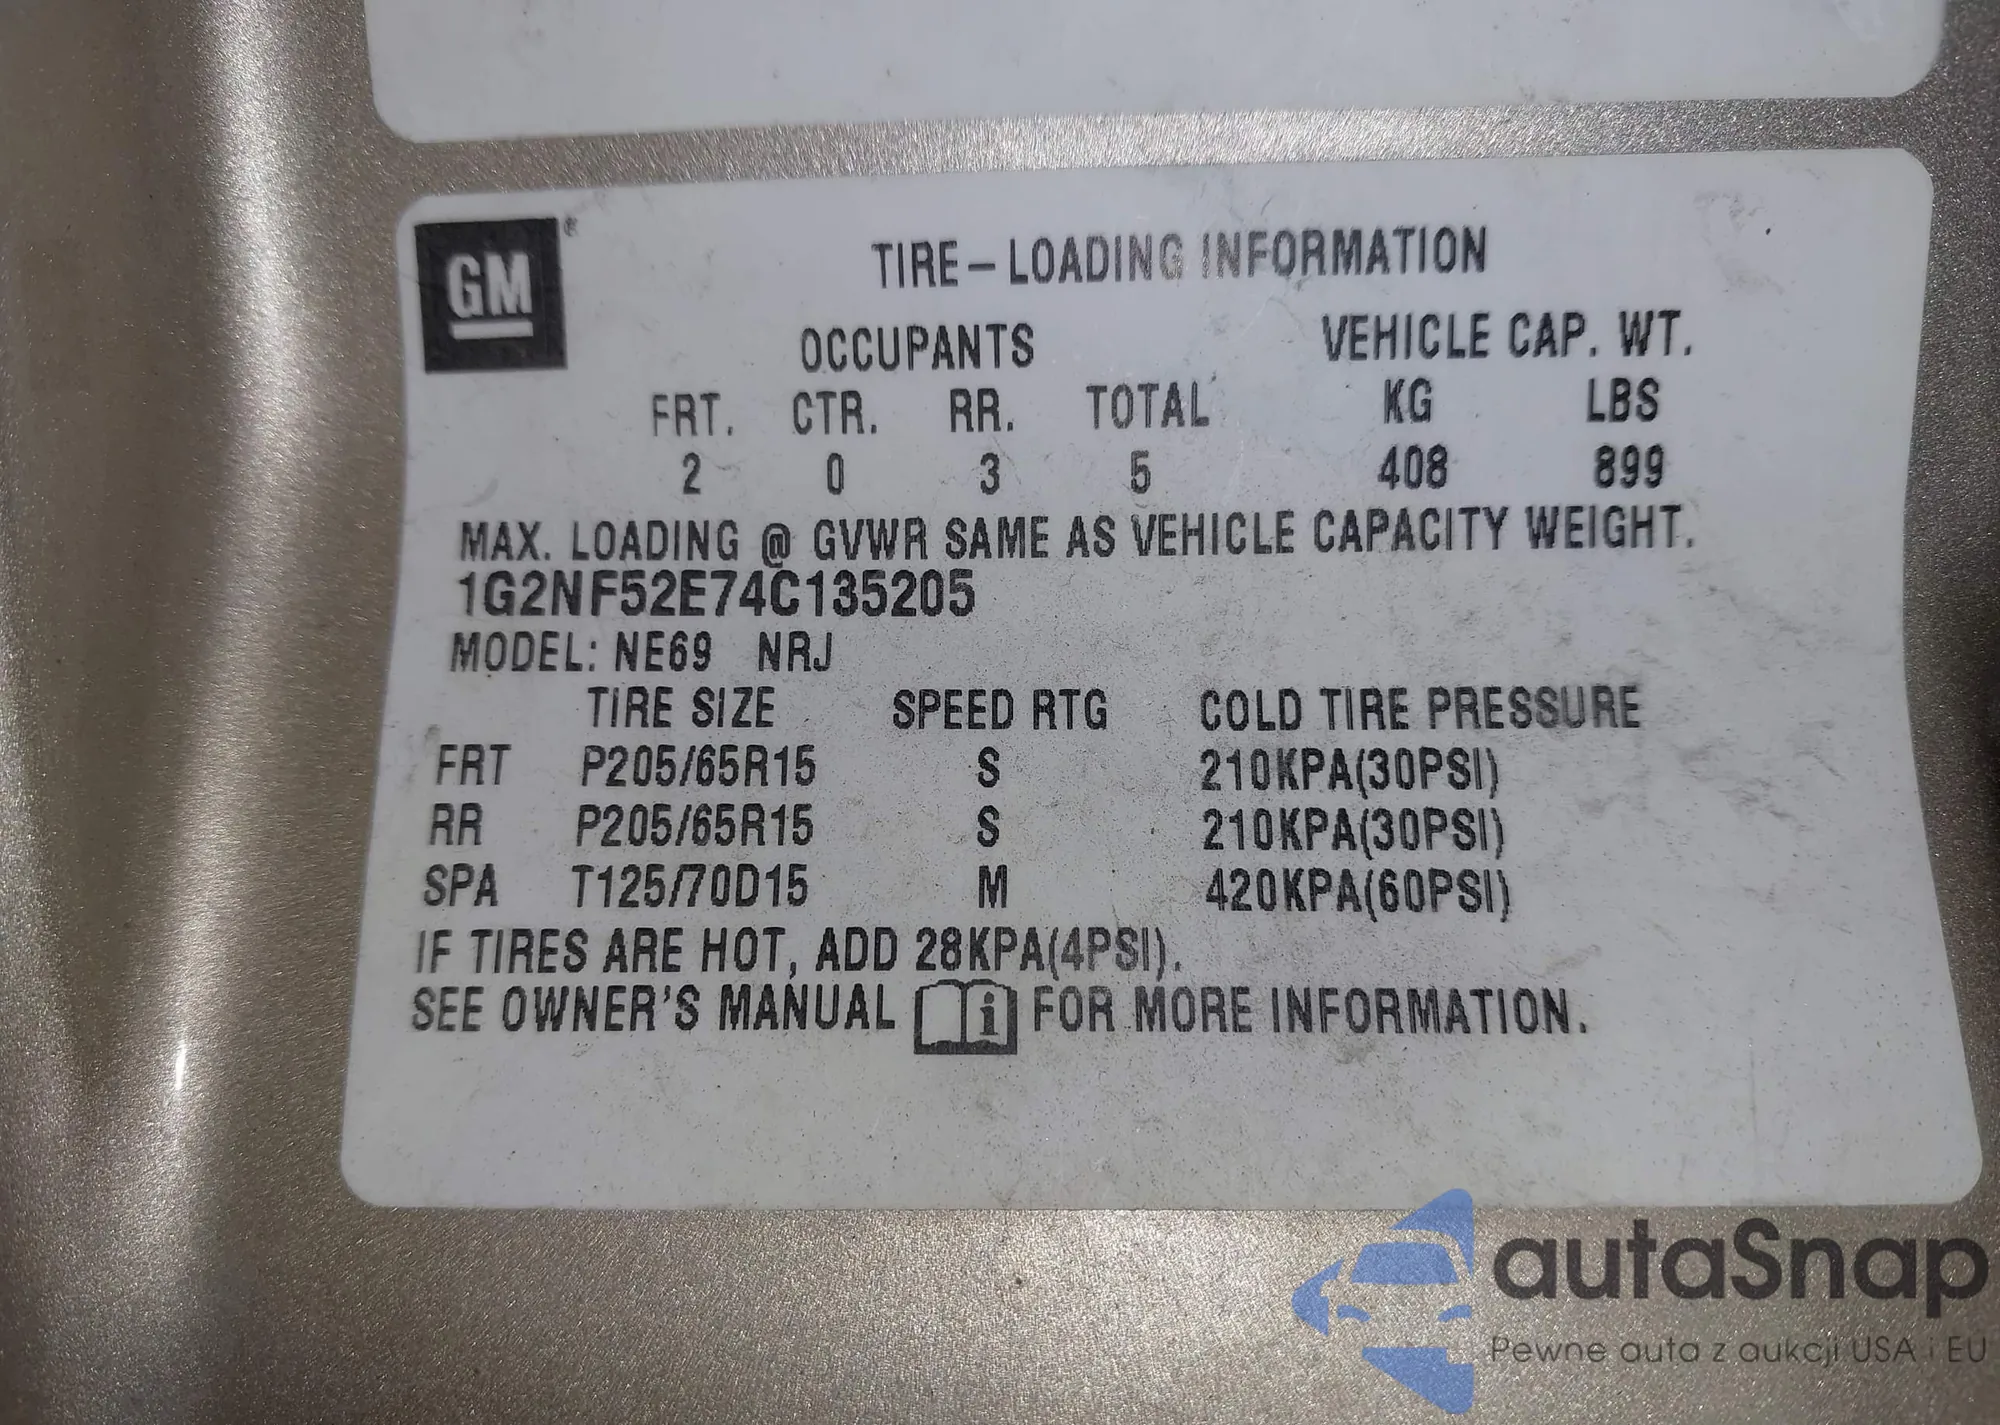 GM®
TIRE–LOADING INFORMATION
OCCUPANTS VEHICLE CAP. WT.
FRT. CTR. RR. TOTAL KG LBS
2 0 3 5 408 899
MAX. LOADING @ GVWR SAME AS VEHICLE CAPACITY WEIGHT.
1G2NF52E74C135205
MODEL: NE69 NRJ
TIRE SIZE SPEED RTG COLD TIRE PRESSURE
FRT P205/65R15 S 210KPA(30PSI)
RR P205/65R15 S 210KPA(30PSI)
SPA T125/70D15 M 420KPA(60PSI)
IF TIRES ARE HOT, ADD 28KPA(4PSI).
SEE OWNER'S MANUAL i FOR MORE INFORMATION.
autaSnap
Pewne auta z aukcji USA i EU